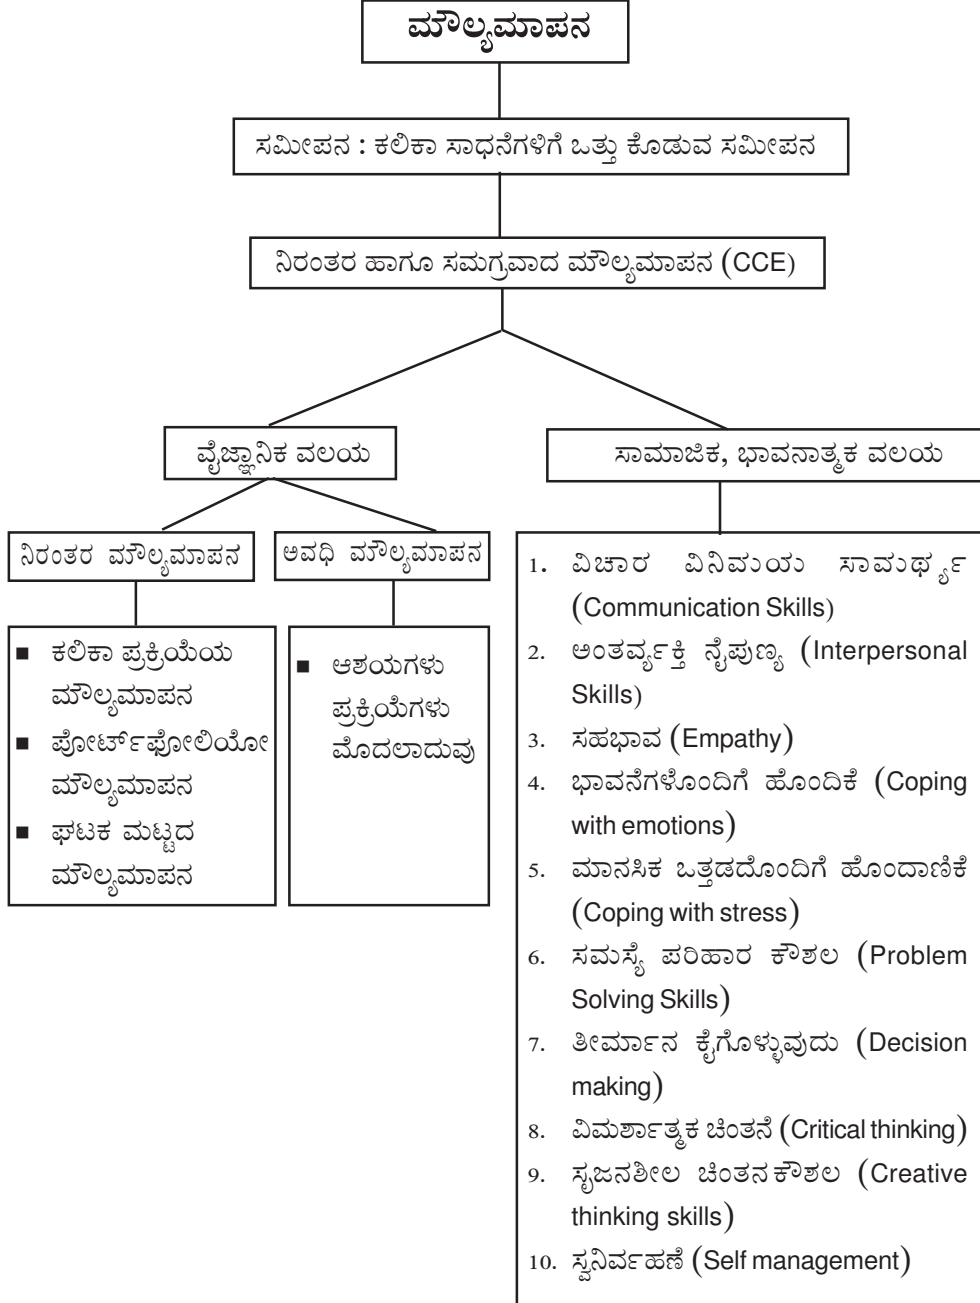 ಮೌಲ್ಯಮಾಪನ
ಸಮೀಪನ : ಕಲಿಕಾ ಸಾಧನೆಗಳಿಗೆ ಒತ್ತು ಕೊಡುವ ಸಮೀಪನ
ನಿರಂತರ ಹಾಗೂ ಸಮಗ್ರವಾದ ಮೌಲ್ಯಮಾಪನ (CCE)
ವೈಜ್ಞಾನಿಕ ವಲಯ
ನಿರಂತರ ಮೌಲ್ಯಮಾಪನ
■ ಕಲಿಕಾ ಪ್ರಕ್ರಿಯೆಯ
ಮೌಲ್ಯಮಾಪನ
■ ಪೋರ್ಟ್‌ಫೋಲಿಯೋ
ಮೌಲ್ಯಮಾಪನ
■ ಘಟಕ ಮಟ್ಟದ
ಮೌಲ್ಯಮಾಪನ
ಅವಧಿ ಮೌಲ್ಯಮಾಪನ
■ ಆಶಯಗಳು
ಪ್ರಕ್ರಿಯೆಗಳು
ಮೊದಲಾದುವು
ಸಾಮಾಜಿಕ, ಭಾವನಾತ್ಮಕ ವಲಯ
1. ವಿಚಾರ ವಿನಿಮಯ ಸಾಮರ್ಥ್ಯ
(Communication Skills)
2. ಅಂತರ್ವ್ಯಕ್ತಿ ನೈಪುಣ್ಯ (Interpersonal
Skills)
3. ಸಹಭಾವ (Empathy)
4. ಭಾವನೆಗಳೊಂದಿಗೆ ಹೊಂದಿಕೆ (Coping
with emotions)
5. ಮಾನಸಿಕ ಒತ್ತಡದೊಂದಿಗೆ ಹೊಂದಾಣಿಕೆ
(Coping with stress)
6. ಸಮಸ್ಯೆ ಪರಿಹಾರ ಕೌಶಲ (Problem
Solving Skills)
7. ತೀರ್ಮಾನ ಕೈಗೊಳ್ಳುವುದು (Decision
making)
8. ವಿಮರ್ಶಾತ್ಮಕ ಚಿಂತನೆ (Critical thinking)
9. ಸೃಜನಶೀಲ ಚಿಂತನಕೌಶಲ (Creative
thinking skills)
10. ಸ್ವನಿರ್ವಹಣೆ (Self management)